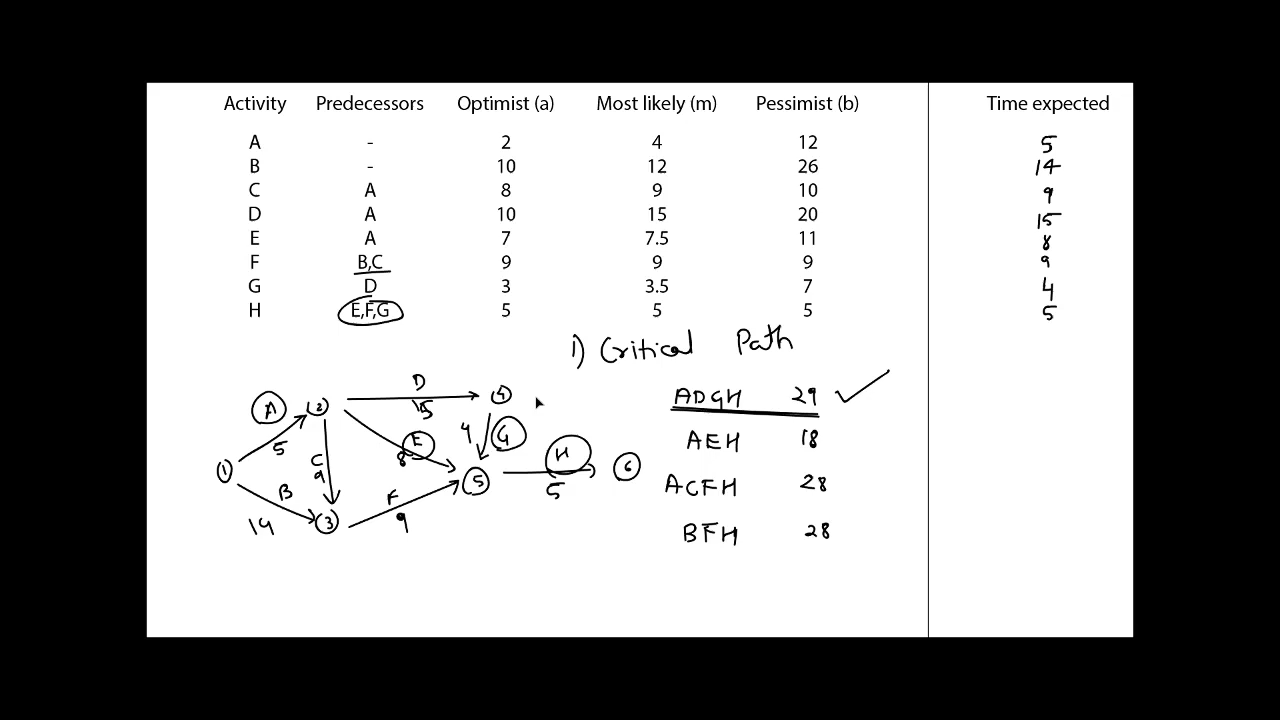 Activity Predecessors Optimist (a) Most likely (m) Pessimist (b) Time expected
A - 2 4 12 5
B - 10 12 26 14
C A 8 9 10 9
D A 10 15 20 15
E A 7 7.5 11 8
F B,C 9 9 9 9
G D 3 3.5 7 4
H E,F,G 5 5 5 5
1) Critical Path
D
A 2 15 4 ADGH 29
5 E 4 G AEH 18
1 C 9 8 H 6
B F 5 5 ACFH 28
14 3 9 BFH 28